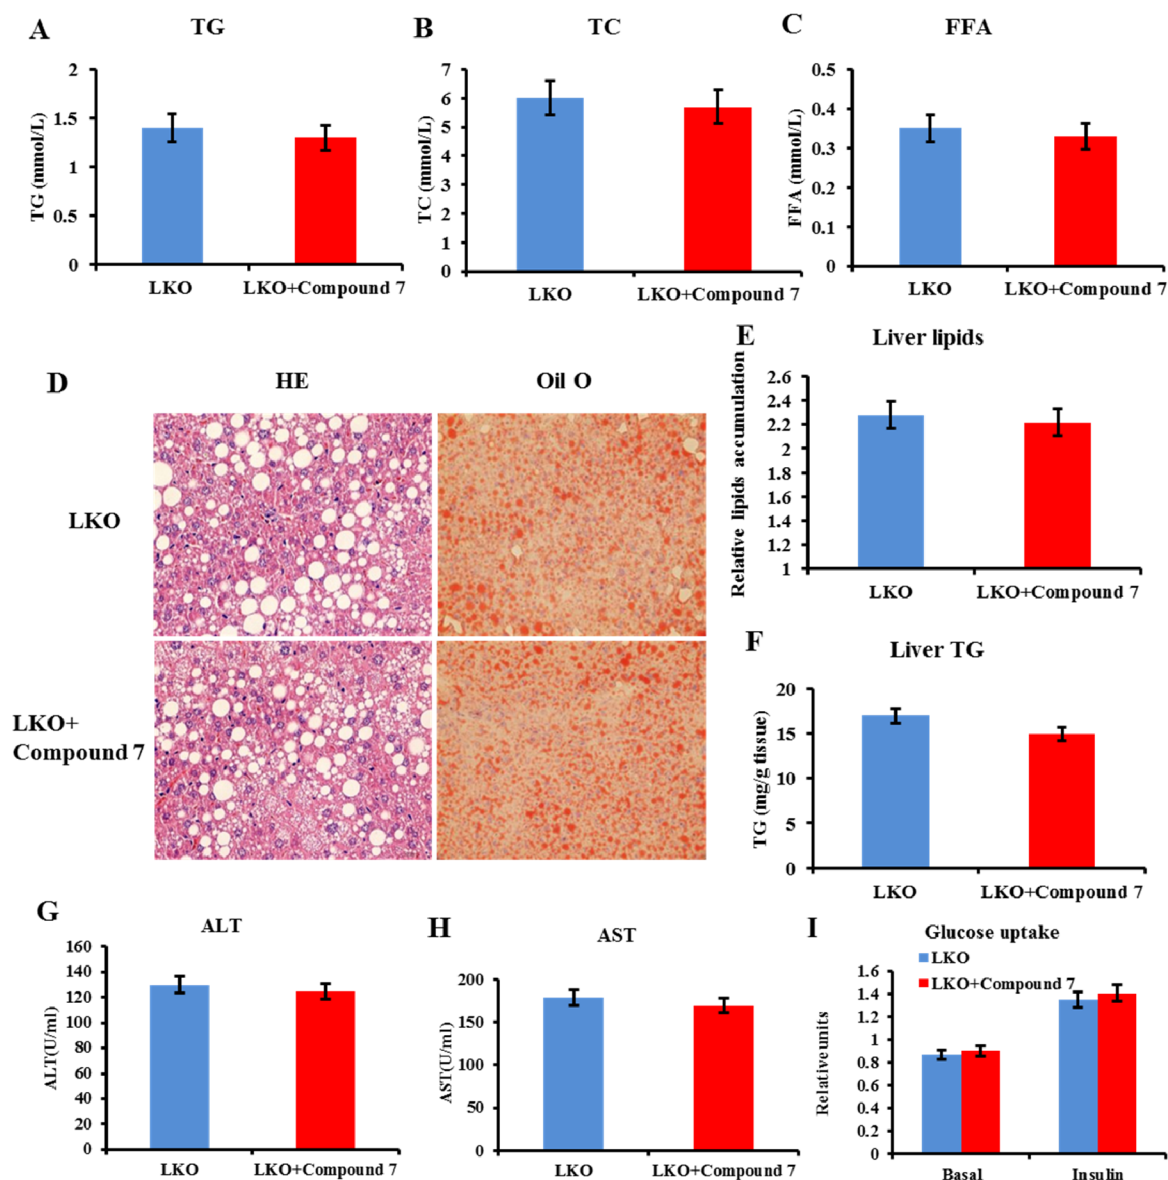 A
TG
TG (mmol/L)
2
1.5
1
0.5
0
LKO
LKO+Compound 7
B
TC
TC (mmol/L)
7
6
5
4
3
2
1
0
LKO
LKO+Compound 7
C
FFA
FFA (mmol/L)
0.5
0.4
0.3
0.2
0.1
0
LKO
LKO+Compound 7
D
HE
Oil O
LKO
LKO+
Compound 7
E
Liver lipids
Relative lipids accumulation
2.6
2.4
2.2
2
1.8
1.6
1.4
1.2
1
LKO
LKO+Compound 7
F
Liver TG
TG (mg/g tissue)
20
15
10
5
0
LKO
LKO+Compound 7
G
ALT
ALT(U/ml)
160
140
120
100
80
60
40
20
0
LKO
LKO+Compound 7
H
AST
AST(U/ml)
200
150
100
50
0
LKO
LKO+Compound 7
I
Glucose uptake
LKO
LKO+Compound 7
Relative units
1.6
1.4
1.2
1
0.8
0.6
0.4
0.2
0
Basal
Insulin